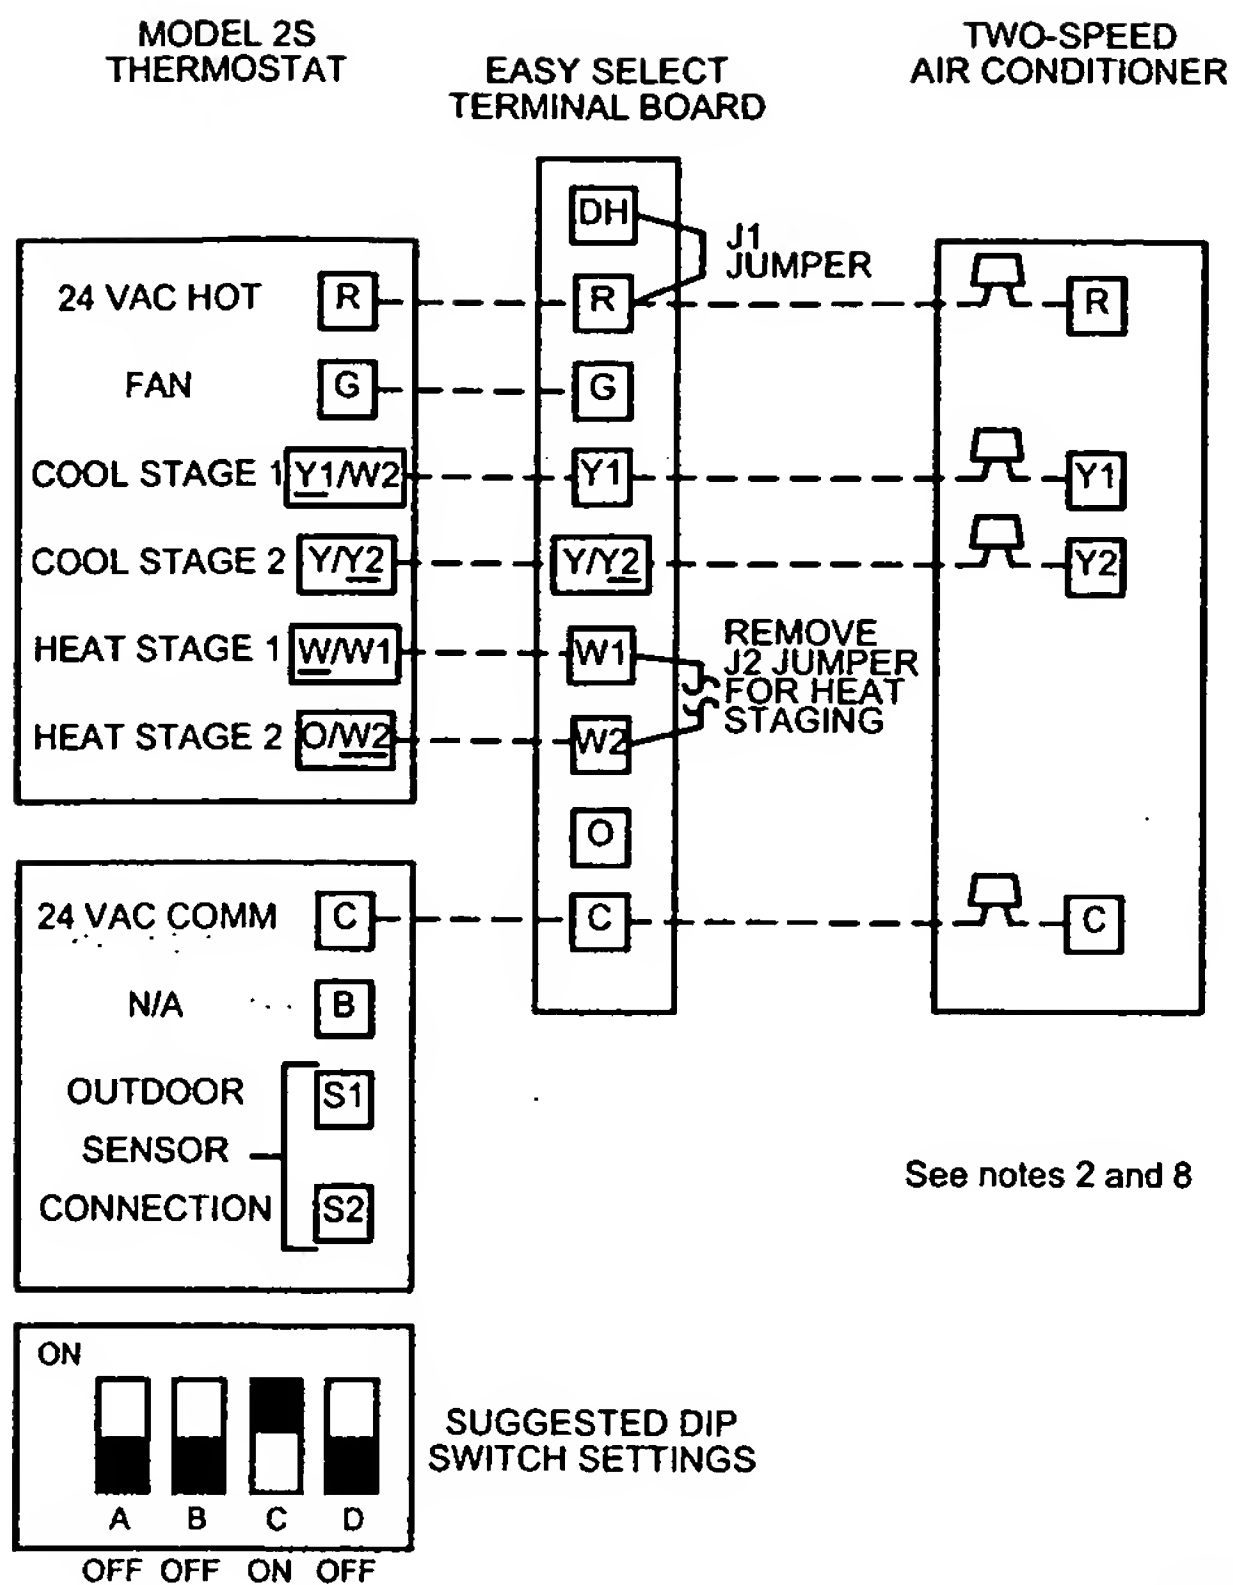 MODEL 2S
THERMOSTAT
EASY SELECT
TERMINAL BOARD
TWO-SPEED
AIR CONDITIONER
DH
J1
JUMPER
24 VAC HOT R R R
FAN G G
COOL STAGE 1 Y1/W2 Y1 Y1
COOL STAGE 2 Y/Y2 Y/Y2 Y2
HEAT STAGE 1 W/W1 W1
HEAT STAGE 2 O/W2 W2
REMOVE
J2 JUMPER
FOR HEAT
STAGING
O
24 VAC COMM C C C
N/A B
OUTDOOR S1
SENSOR
CONNECTION S2
See notes 2 and 8
ON
SUGGESTED DIP
SWITCH SETTINGS
A B C D
OFF OFF ON OFF